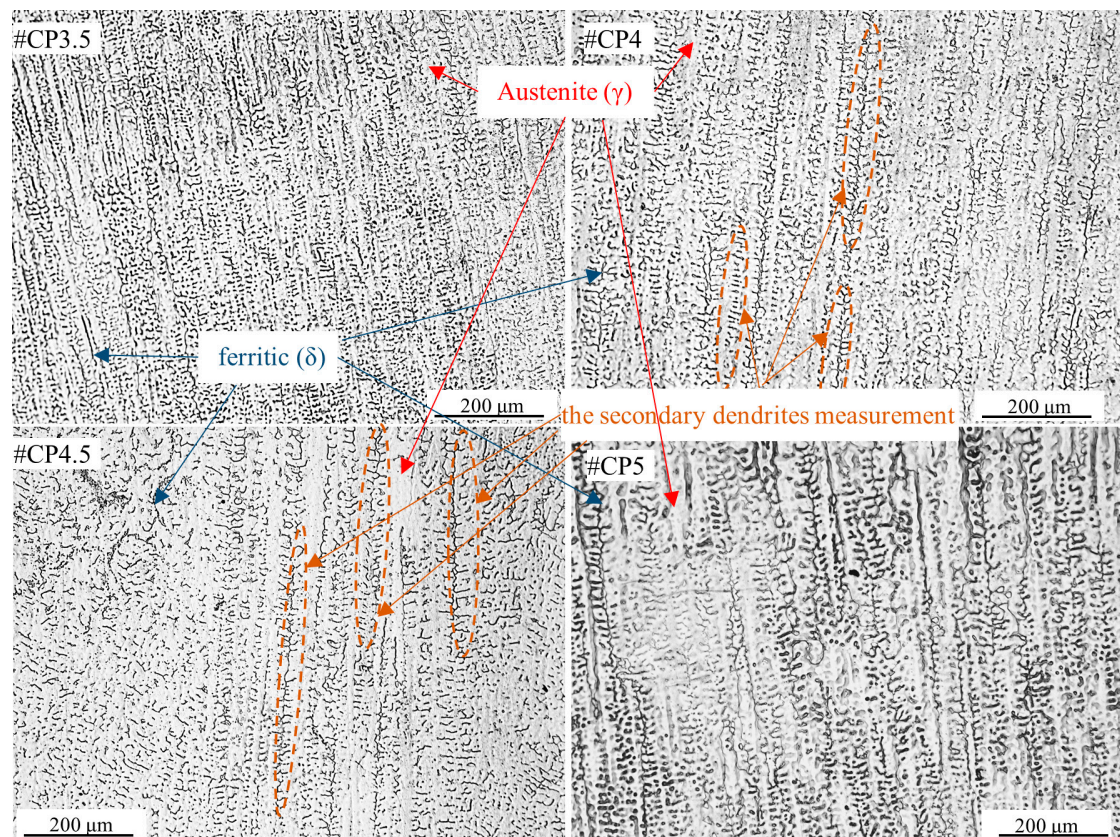 #CP3.5
#CP4
Austenite (γ)
ferritic (δ)
200 μm
200 μm
the secondary dendrites measurement
#CP4.5
#CP5
200 μm
200 μm